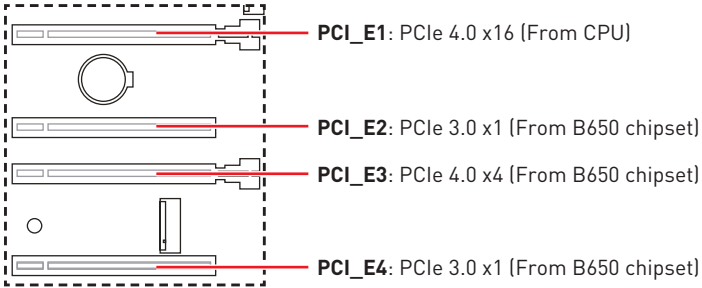 PCI_E1: PCIe 4.0 x16 (From CPU)
PCI_E2: PCIe 3.0 x1 (From B650 chipset)
PCI_E3: PCIe 4.0 x4 (From B650 chipset)
PCI_E4: PCIe 3.0 x1 (From B650 chipset)